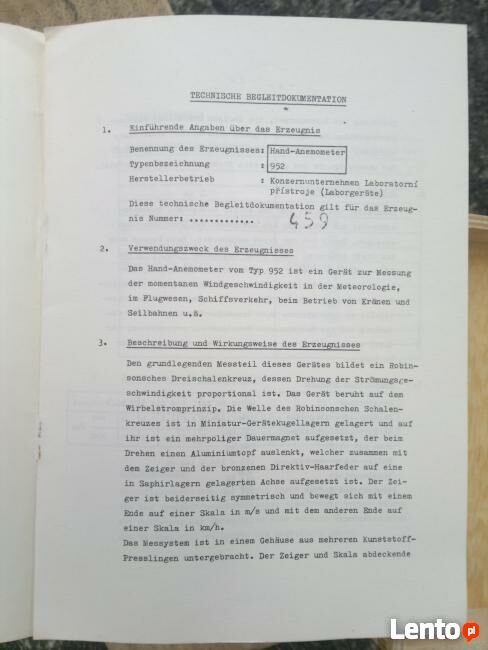 TECHNISCHE BEGLEITDOKUMENTATION
1. Einführende Angaben über das Erzeugnis
Benennung des Erzeugnisses: Hand-Anemometer
Typenbezeichnung : 952
Herstellerbetrieb : Konzernunternehmen Laboratorní
přístroje (Laborgeräte)
Diese technische Begleitdokumentation gilt für das Erzeug-
nis Nummer: ............. 459
2. Verwendungszweck des Erzeugnisses
Das Hand-Anemometer vom Typ 952 ist ein Gerät zur Messung
der momentanen Windgeschwindigkeit in der Meteorologie,
im Flugwesen, Schiffsverkehr, beim Betrieb von Kränen und
Seilbahnen u.ä.
3. Beschreibung und Wirkungsweise des Erzeugnisses
Den grundlegenden Messteil dieses Gerätes bildet ein Robin-
sonsches Dreischalenkreuz, dessen Drehung der Strömungsge-
schwindigkeit proportional ist. Das Gerät beruht auf dem
Wirbelstromprinzip. Die Welle des Robinsonschen Schalen-
kreuzes ist in Miniatur-Gerätekugellagern gelagert und auf
ihr ist ein mehrpoliger Dauermagnet aufgesetzt, der beim
Drehen einen Aluminiumtopf auslenkt, welcher zusammen mit
dem Zeiger und der bronzenen Direktiv-Haarfeder auf eine
in Saphirlagern gelagerten Achse aufgesetzt ist. Der Zei-
ger ist beiderseitig symmetrisch und bewegt sich mit einem
Ende auf einer Skala in m/s und mit dem anderen Ende auf
einer Skala in km/h.
Das Messystem ist in einem Gehäuse aus mehreren Kunststoff-
Presslingen untergebracht. Der Zeiger und Skala abdeckende
Lento.pl